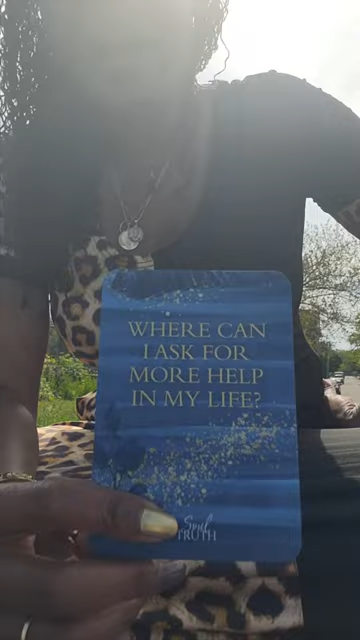 WHERE CAN
I ASK FOR
MORE HELP
IN MY LIFE?
Soul
TRUTH